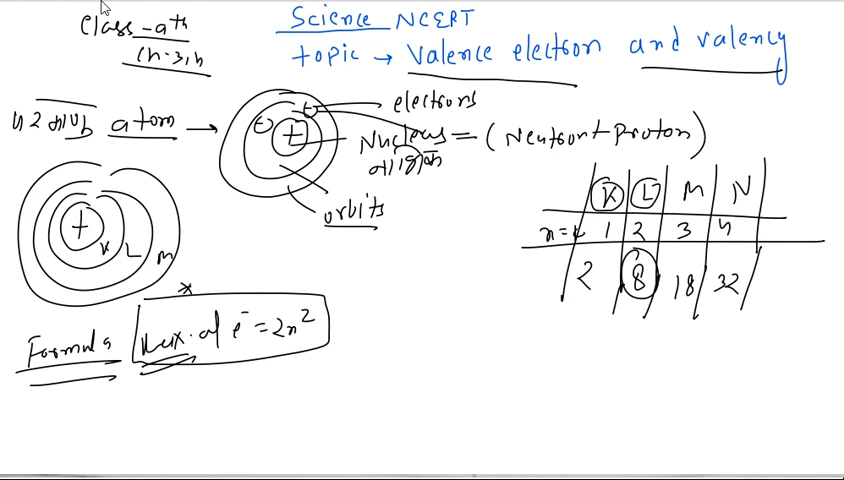 Class - 9th
Ch-3,4
Science NCERT
topic → Valence electron and valency
परमाणु atom →
electrons
Nucleus = (Neutron + Proton)
नाभिक
orbits
K L M
K L M N
n = 1 2 3 4
2 8 18 32
Formula Max. of e⁻ = 2n²